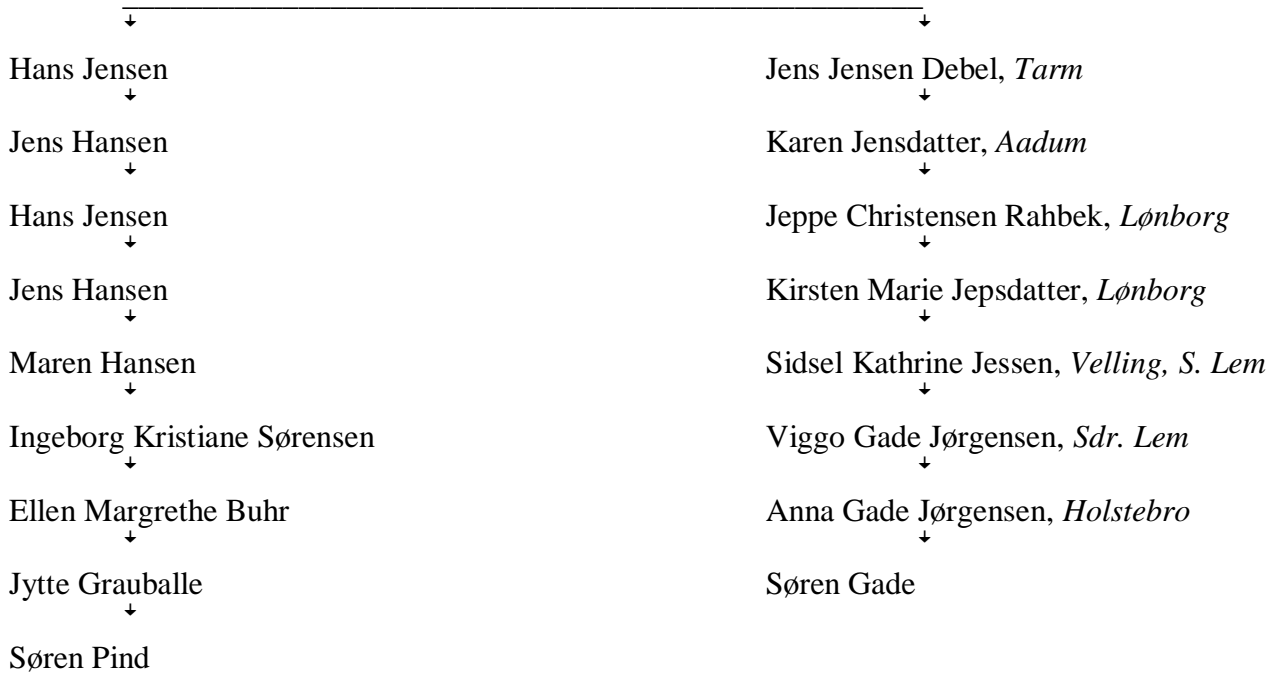 Hans Jensen
Jens Jensen Debel, Tarm
Jens Hansen
Karen Jensdatter, Aadum
Hans Jensen
Jeppe Christensen Rahbek, Lønborg
Jens Hansen
Kirsten Marie Jepsdatter, Lønborg
Maren Hansen
Sidsel Kathrine Jessen, Velling, S. Lem
Ingeborg Kristiane Sørensen
Viggo Gade Jørgensen, Sdr. Lem
Ellen Margrethe Buhr
Anna Gade Jørgensen, Holstebro
Jytte Grauballe
Søren Gade
Søren Pind